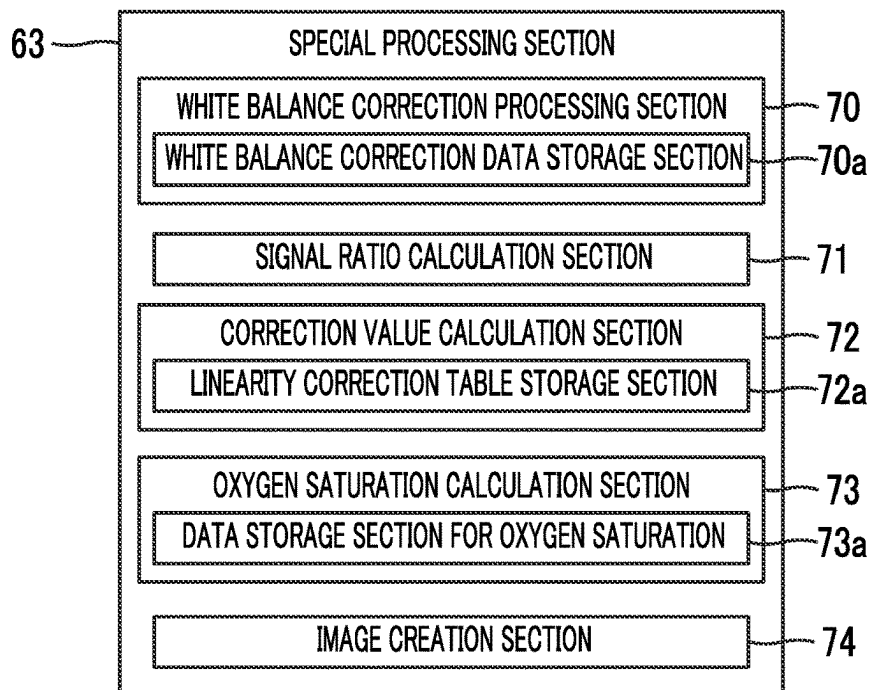 63 SPECIAL PROCESSING SECTION
WHITE BALANCE CORRECTION PROCESSING SECTION 70
WHITE BALANCE CORRECTION DATA STORAGE SECTION 70a
SIGNAL RATIO CALCULATION SECTION 71
CORRECTION VALUE CALCULATION SECTION 72
LINEARITY CORRECTION TABLE STORAGE SECTION 72a
OXYGEN SATURATION CALCULATION SECTION 73
DATA STORAGE SECTION FOR OXYGEN SATURATION 73a
IMAGE CREATION SECTION 74